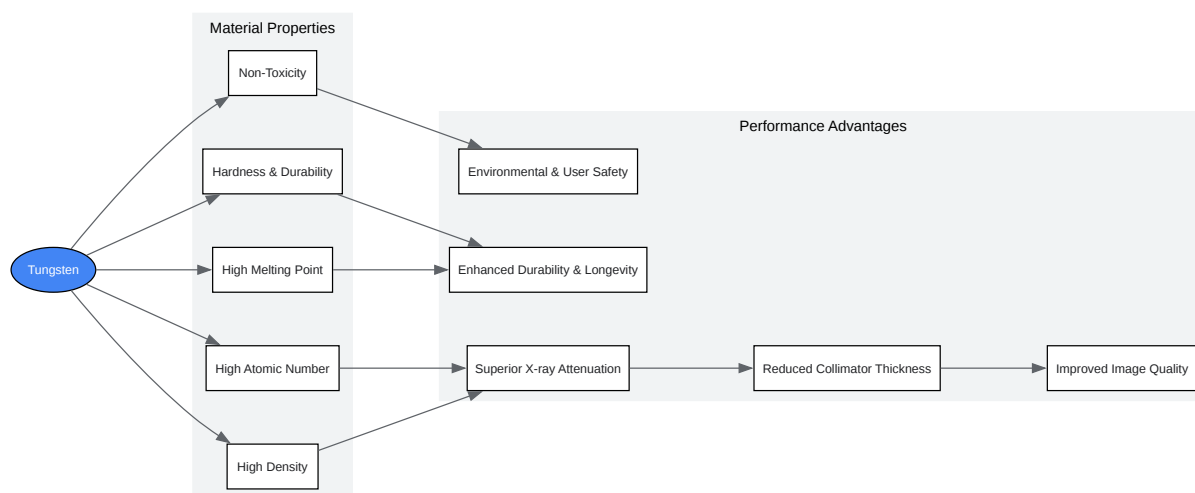 Material Properties
Non-Toxicity
Performance Advantages
Hardness & Durability
Environmental & User Safety
Tungsten
High Melting Point
Enhanced Durability & Longevity
High Atomic Number
Superior X-ray Attenuation
Reduced Collimator Thickness
Improved Image Quality
High Density